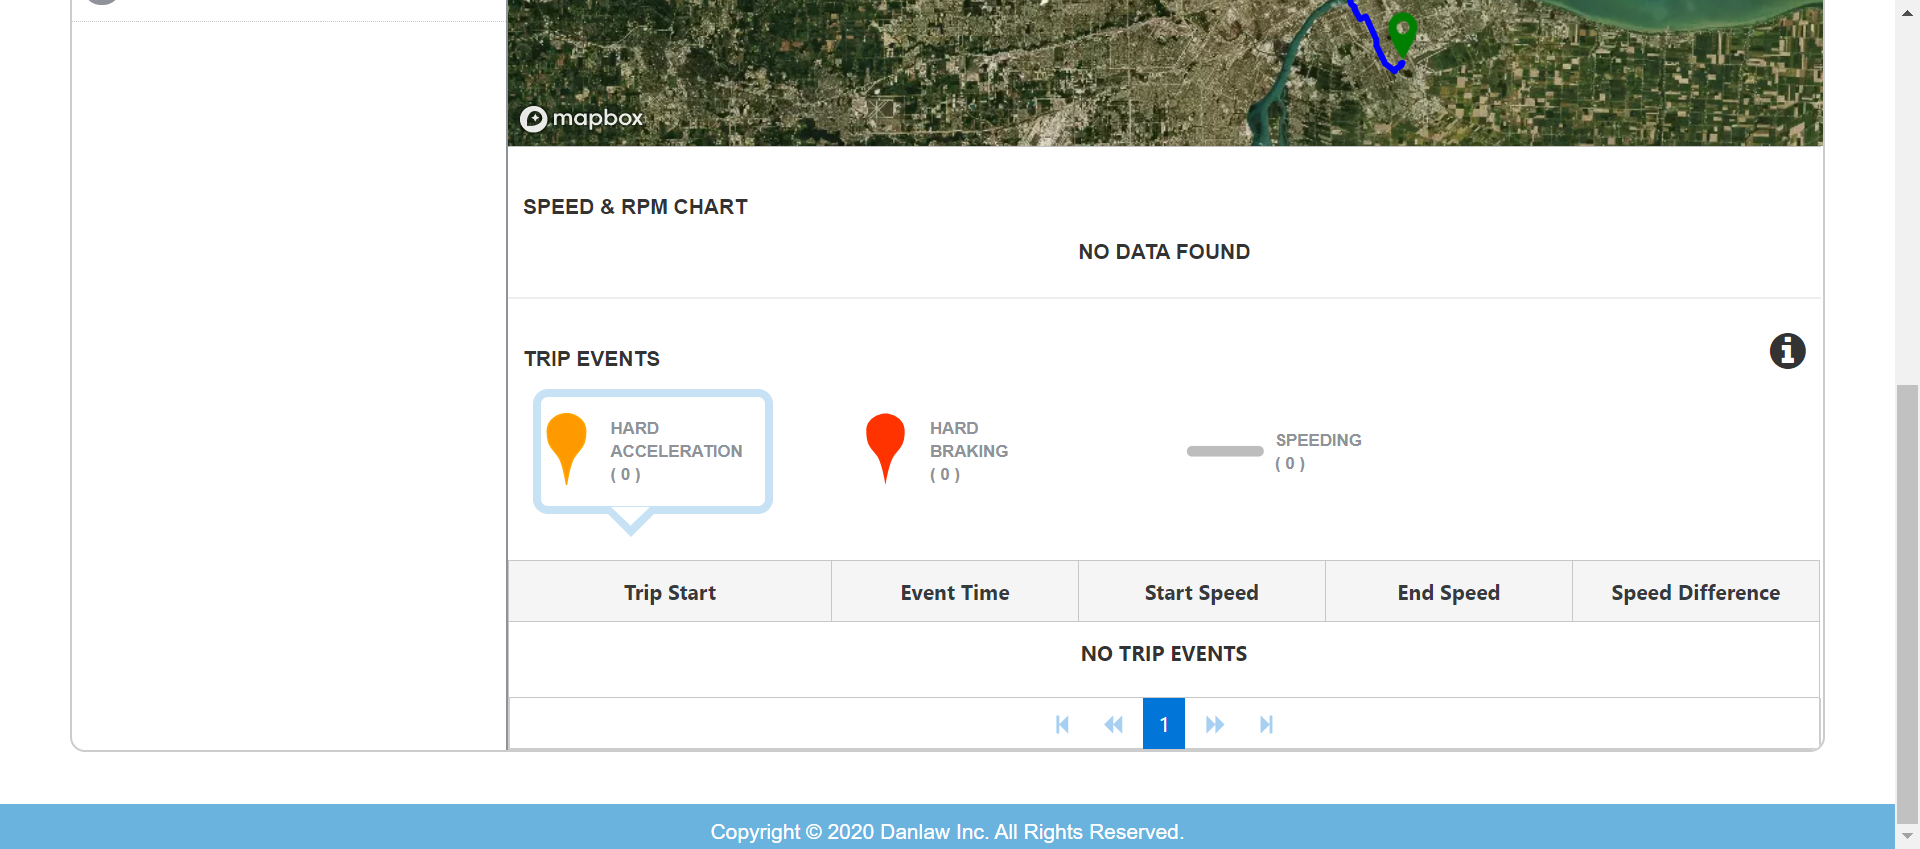 mapbox
SPEED & RPM CHART
NO DATA FOUND
TRIP EVENTS
HARD
ACCELERATION
( 0 )
HARD
BRAKING
( 0 )
SPEEDING
( 0 )
Trip Start Event Time Start Speed End Speed Speed Difference
NO TRIP EVENTS
1
Copyright © 2020 Danlaw Inc. All Rights Reserved.